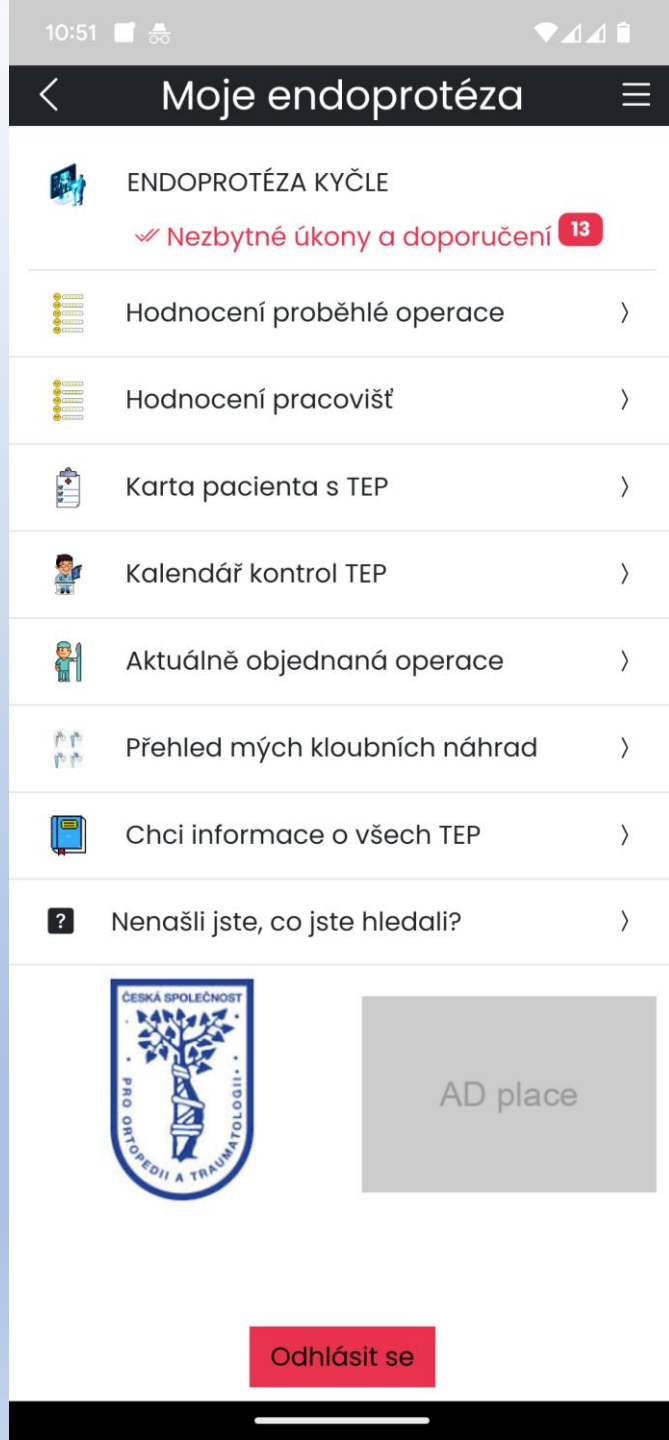 10:51
Moje endoprotéza
ENDOPROTÉZA KYČLE
Nezbytné úkony a doporučení 13
Hodnocení proběhlé operace
Hodnocení pracovišť
Karta pacienta s TEP
Kalendář kontrol TEP
Aktuálně objednaná operace
Přehled mých kloubních náhrad
Chci informace o všech TEP
? Nenašli jste, co jste hledali?
ČESKÁ SPOLEČNOST
PRO ORTOPEDII A TRAUMATOLOGII
AD place
Odhlásit se